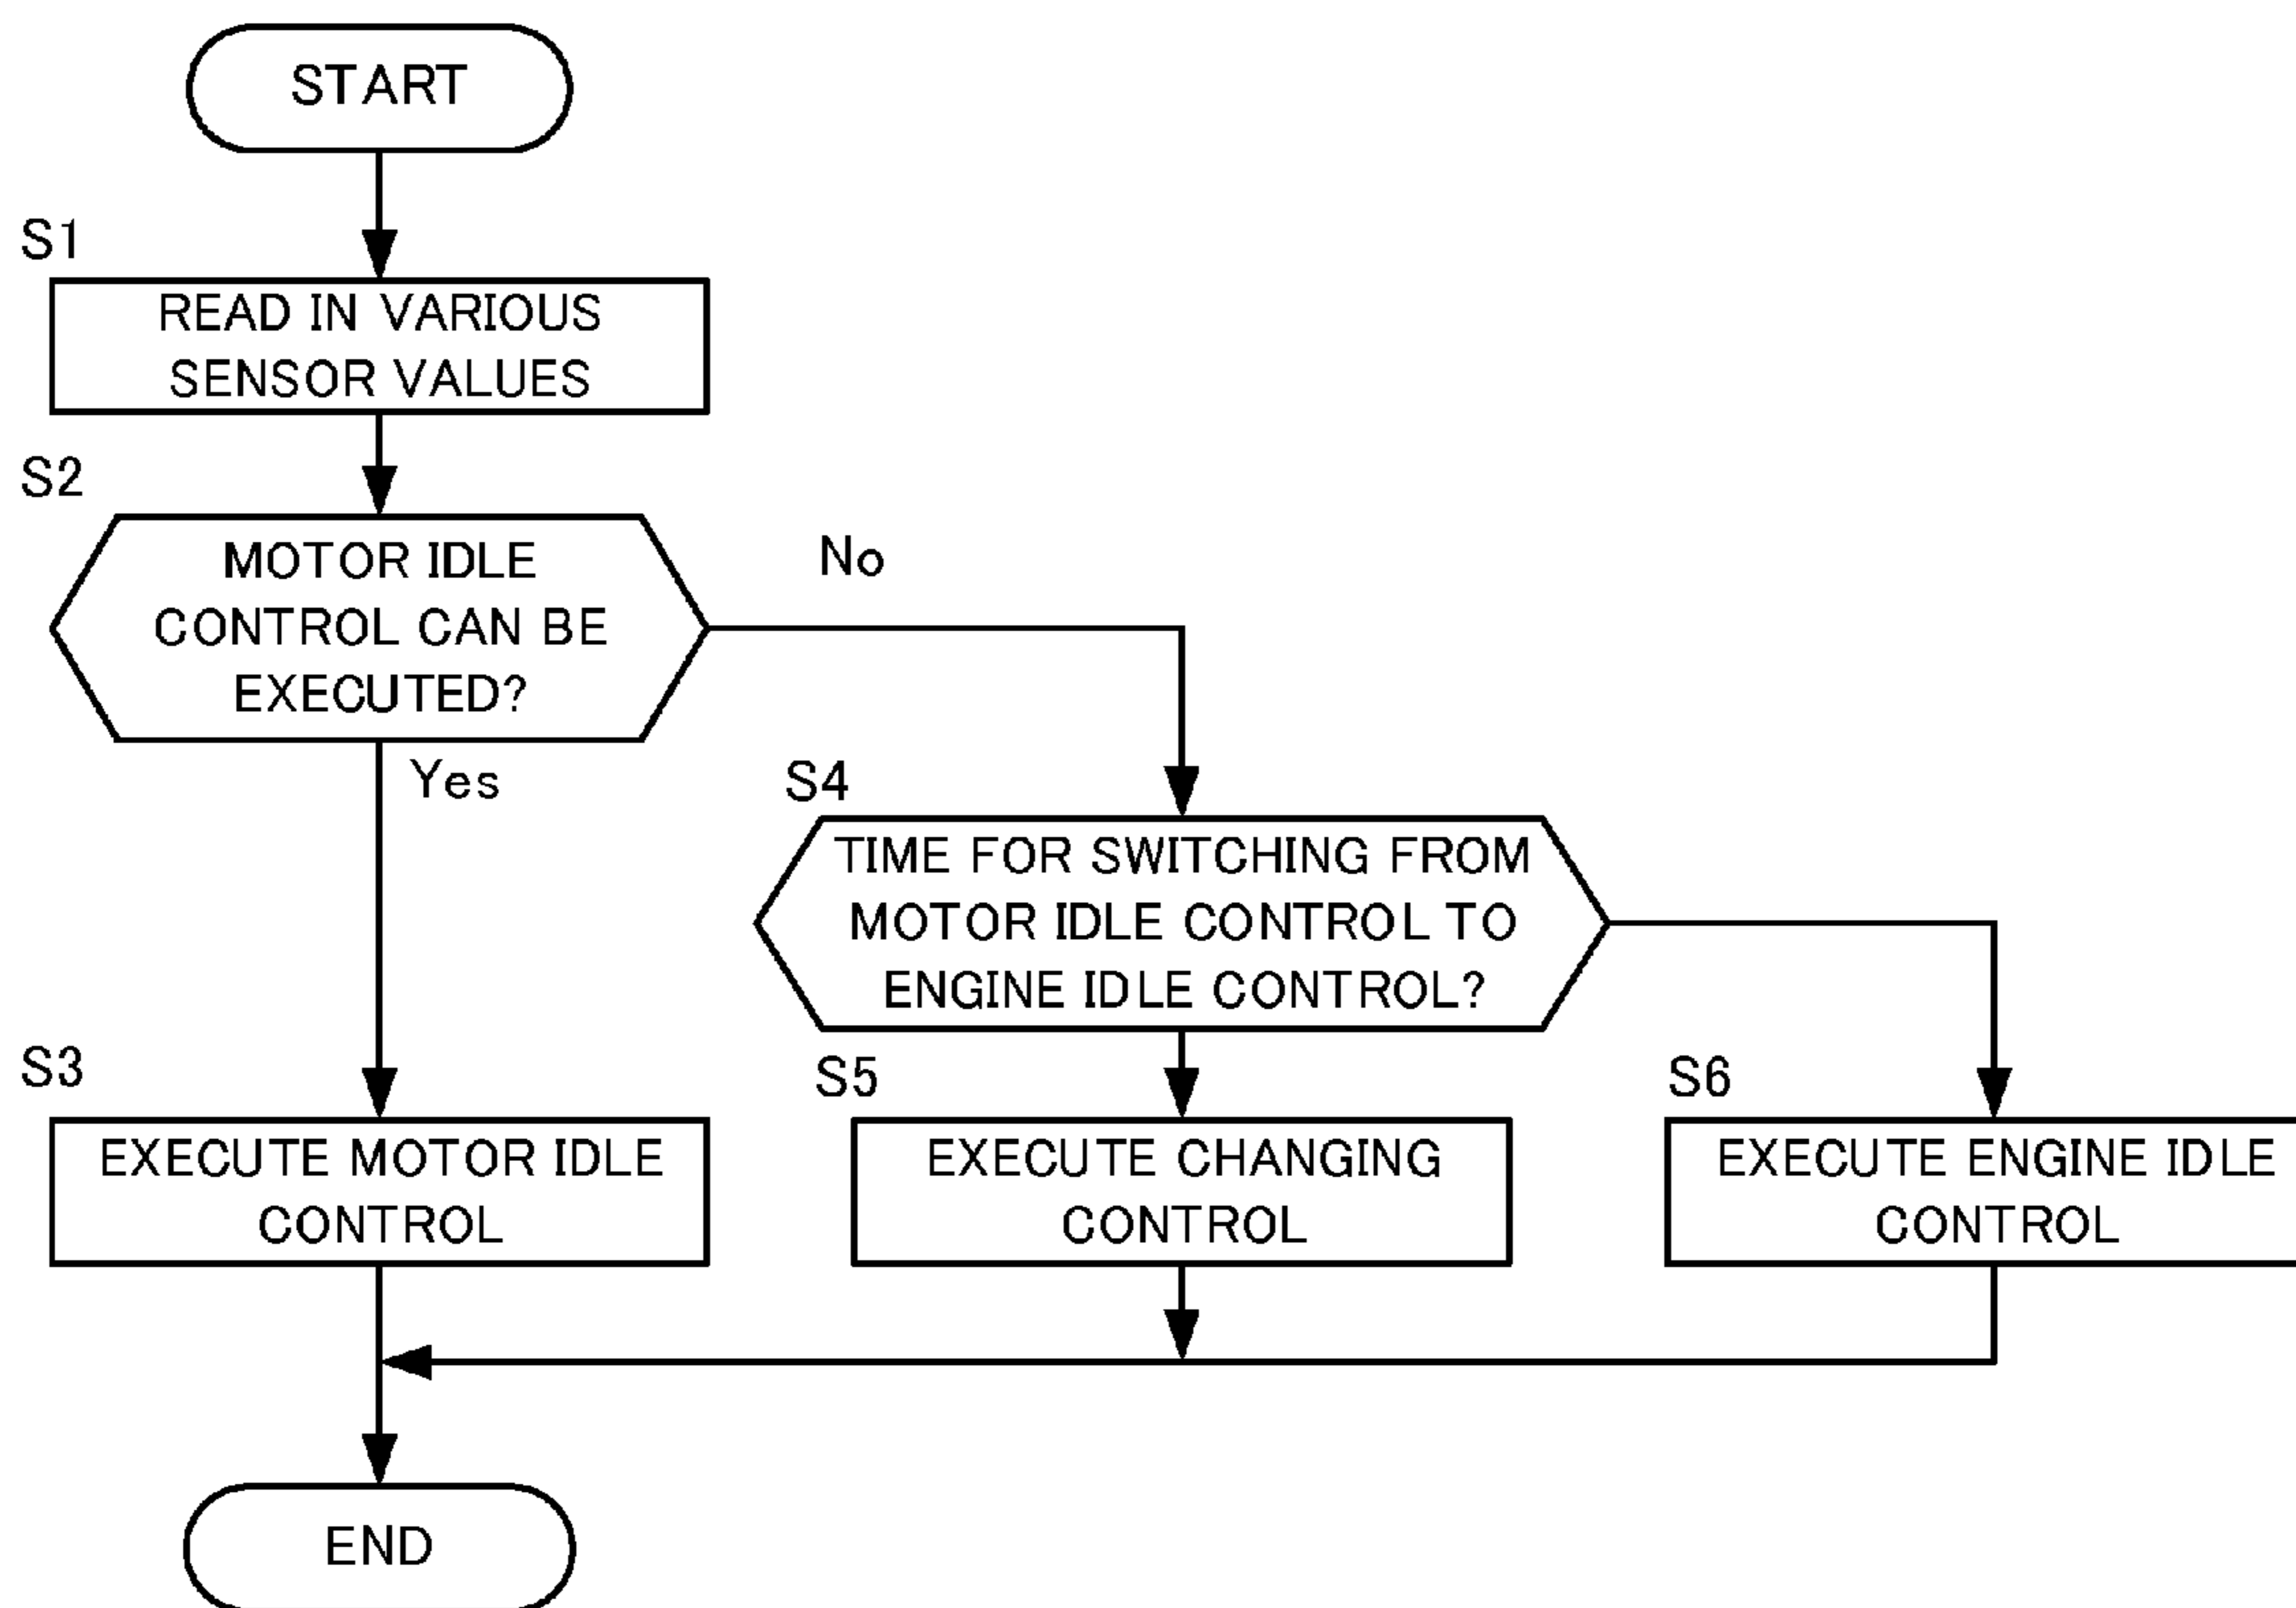 START
S1
READ IN VARIOUS
SENSOR VALUES
S2
MOTOR IDLE
CONTROL CAN BE
EXECUTED?
No
Yes
S4
TIME FOR SWITCHING FROM
MOTOR IDLE CONTROL TO
ENGINE IDLE CONTROL?
S3
EXECUTE MOTOR IDLE
CONTROL
S5
EXECUTE CHANGING
CONTROL
S6
EXECUTE ENGINE IDLE
CONTROL
END